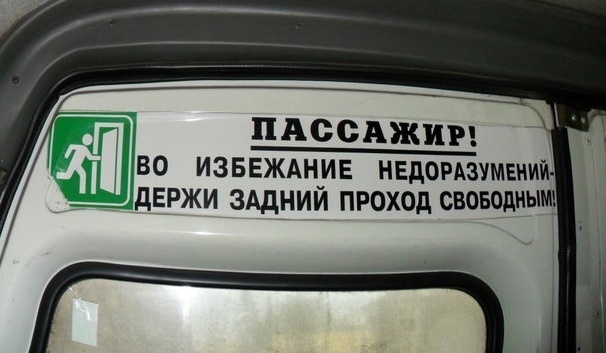 ПАССАЖИР!
ВО ИЗБЕЖАНИЕ НЕДОРАЗУМЕНИЙ-
ДЕРЖИ ЗАДНИЙ ПРОХОД СВОБОДНЫМ!